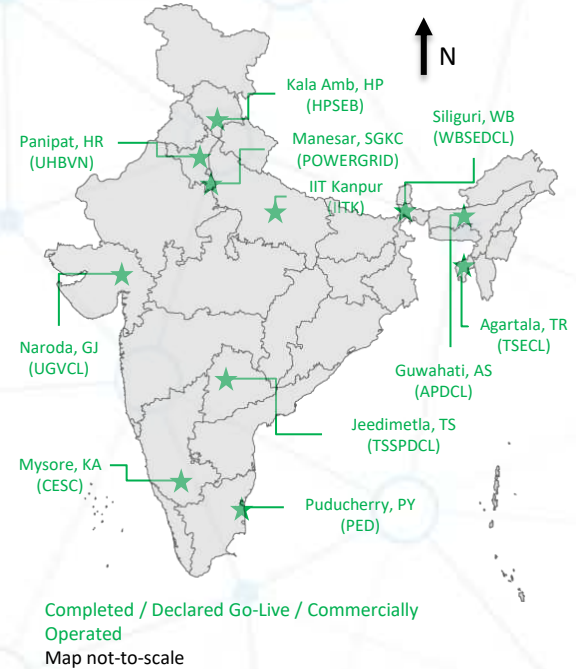 N
Kala Amb, HP
(HPSEB)
Siliguri, WB
(WBSEDCL)
Panipat, HR
(UHBVN)
Manesar, SGKC
(POWERGRID)
IIT Kanpur
(IITK)
Naroda, GJ
(UGVCL)
Agartala, TR
(TSECL)
Guwahati, AS
(APDCL)
Jeedimetla, TS
(TSSPDCL)
Mysore, KA
(CESC)
Puducherry, PY
(PED)
Completed / Declared Go-Live / Commercially
Operated
Map not-to-scale